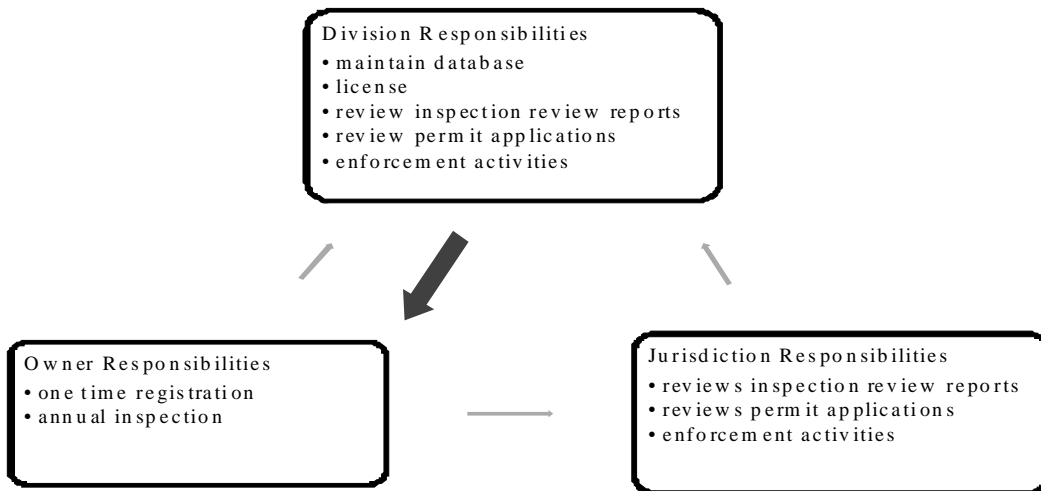 Division Responsibilities
• maintain database
• license
• review inspection review reports
• review permit applications
• enforcement activities
Owner Responsibilities
• one time registration
• annual inspection
Jurisdiction Responsibilities
• reviews inspection review reports
• reviews permit applications
• enforcement activities